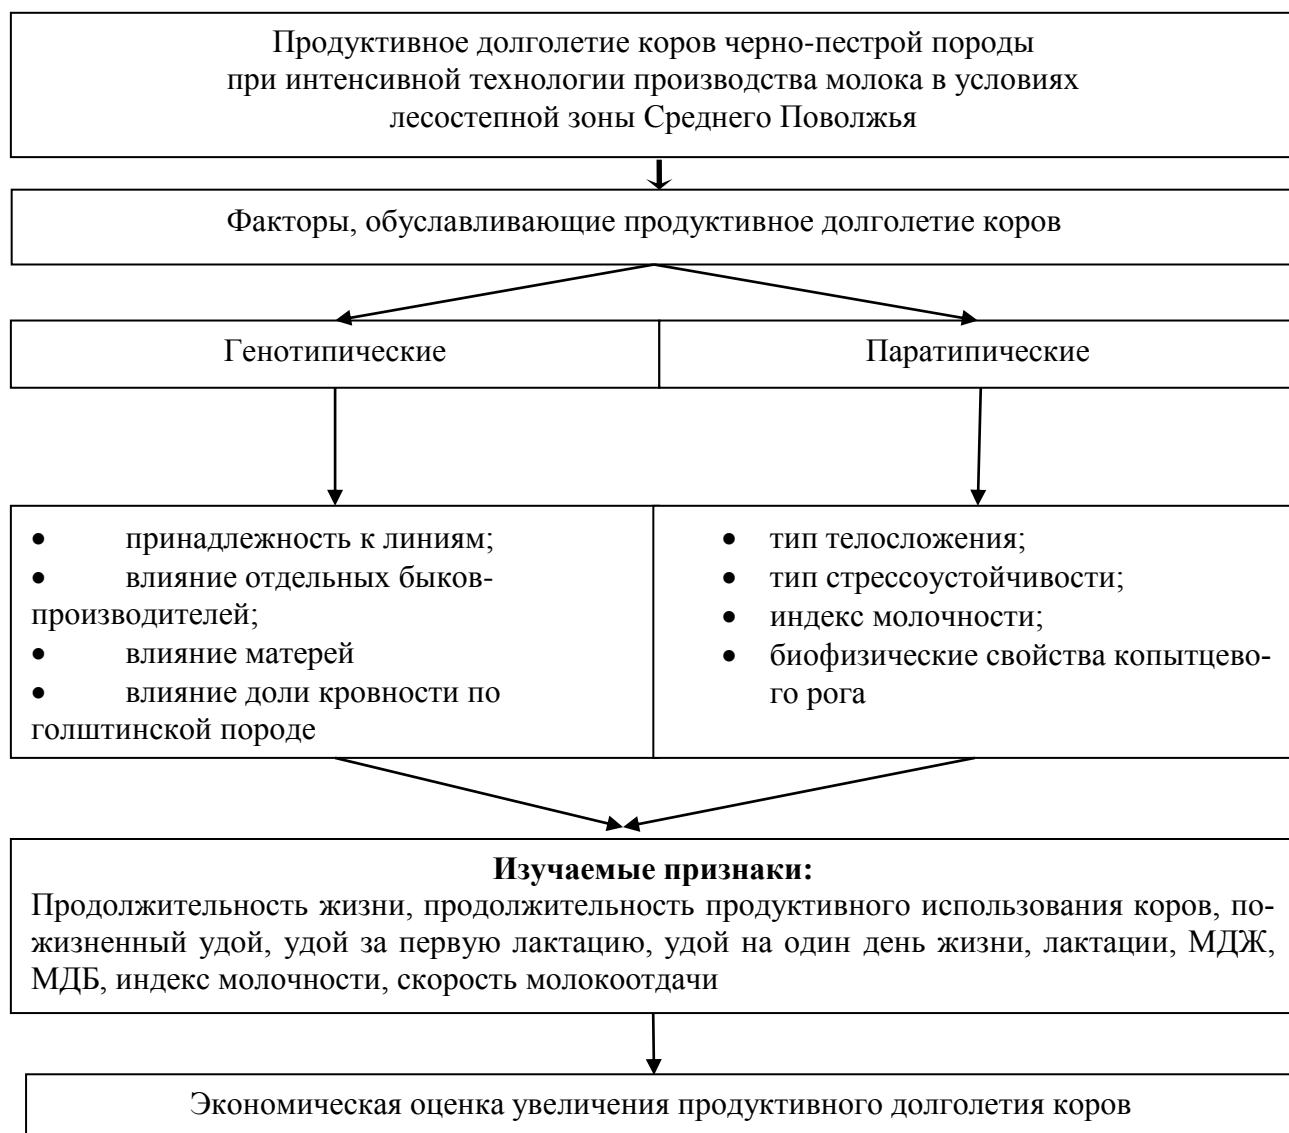 Продуктивное долголетие коров черно-пестрой породы
при интенсивной технологии производства молока в условиях
лесостепной зоны Среднего Поволжья
Факторы, обуславливающие продуктивное долголетие коров
Генотипические
Паратипические
• принадлежность к линиям;
• влияние отдельных быков-
производителей;
• влияние матерей
• влияние доли кровности по
голштинской породе
• тип телосложения;
• тип стрессоустойчивости;
• индекс молочности;
• биофизические свойства копытцево-
го рога
Изучаемые признаки:
Продолжительность жизни, продолжительность продуктивного использования коров, по-
жизненный удой, удой за первую лактацию, удой на один день жизни, лактации, МДЖ,
МДБ, индекс молочности, скорость молокоотдачи
Экономическая оценка увеличения продуктивного долголетия коров